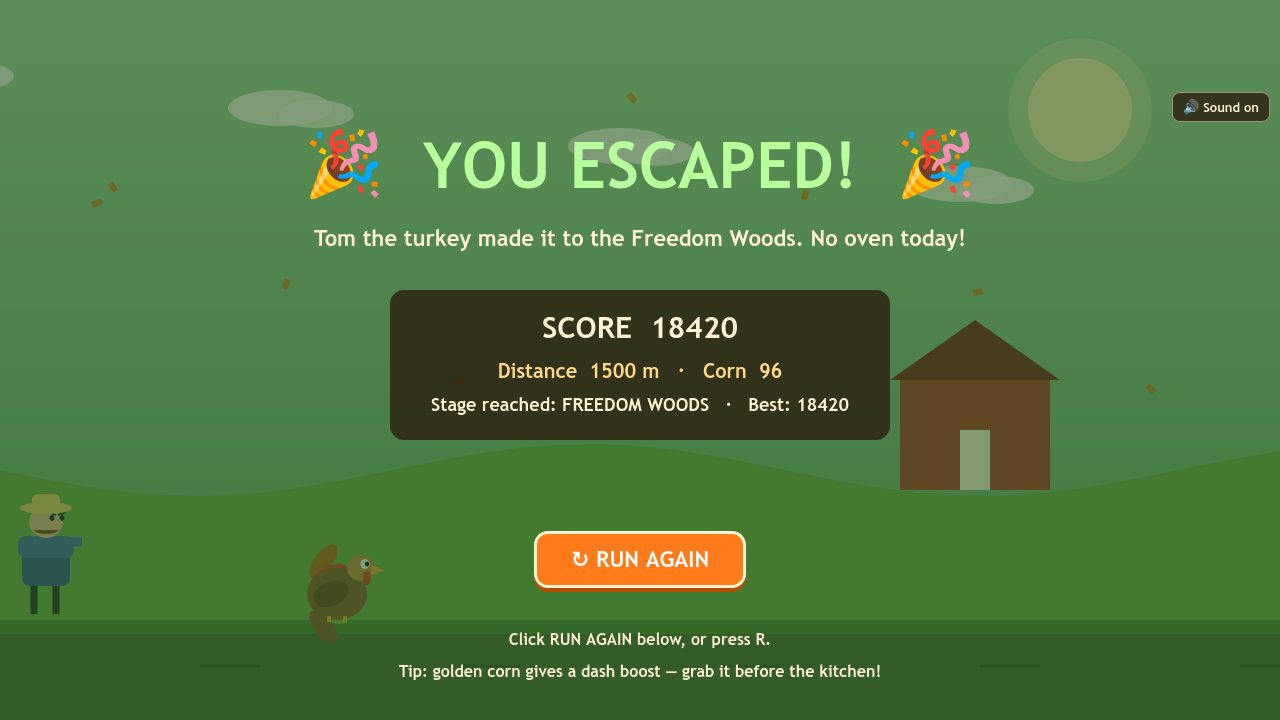 🔊 Sound on
🎉 YOU ESCAPED! 🎉
Tom the turkey made it to the Freedom Woods. No oven today!
SCORE 18420
Distance 1500 m · Corn 96
Stage reached: FREEDOM WOODS · Best: 18420
↻ RUN AGAIN
Click RUN AGAIN below, or press R.
Tip: golden corn gives a dash boost — grab it before the kitchen!